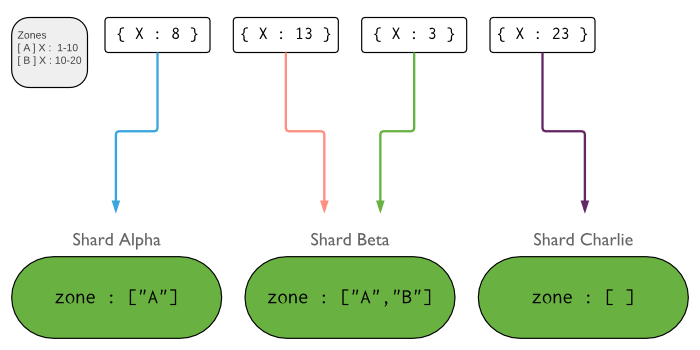 Zones
[ A ] X :  1-10
[ B ] X : 10-20
{ X : 8 }
{ X : 13 }
{ X : 3 }
{ X : 23 }
Shard Alpha
Shard Beta
Shard Charlie
zone : ["A"]
zone : ["A","B"]
zone : [ ]